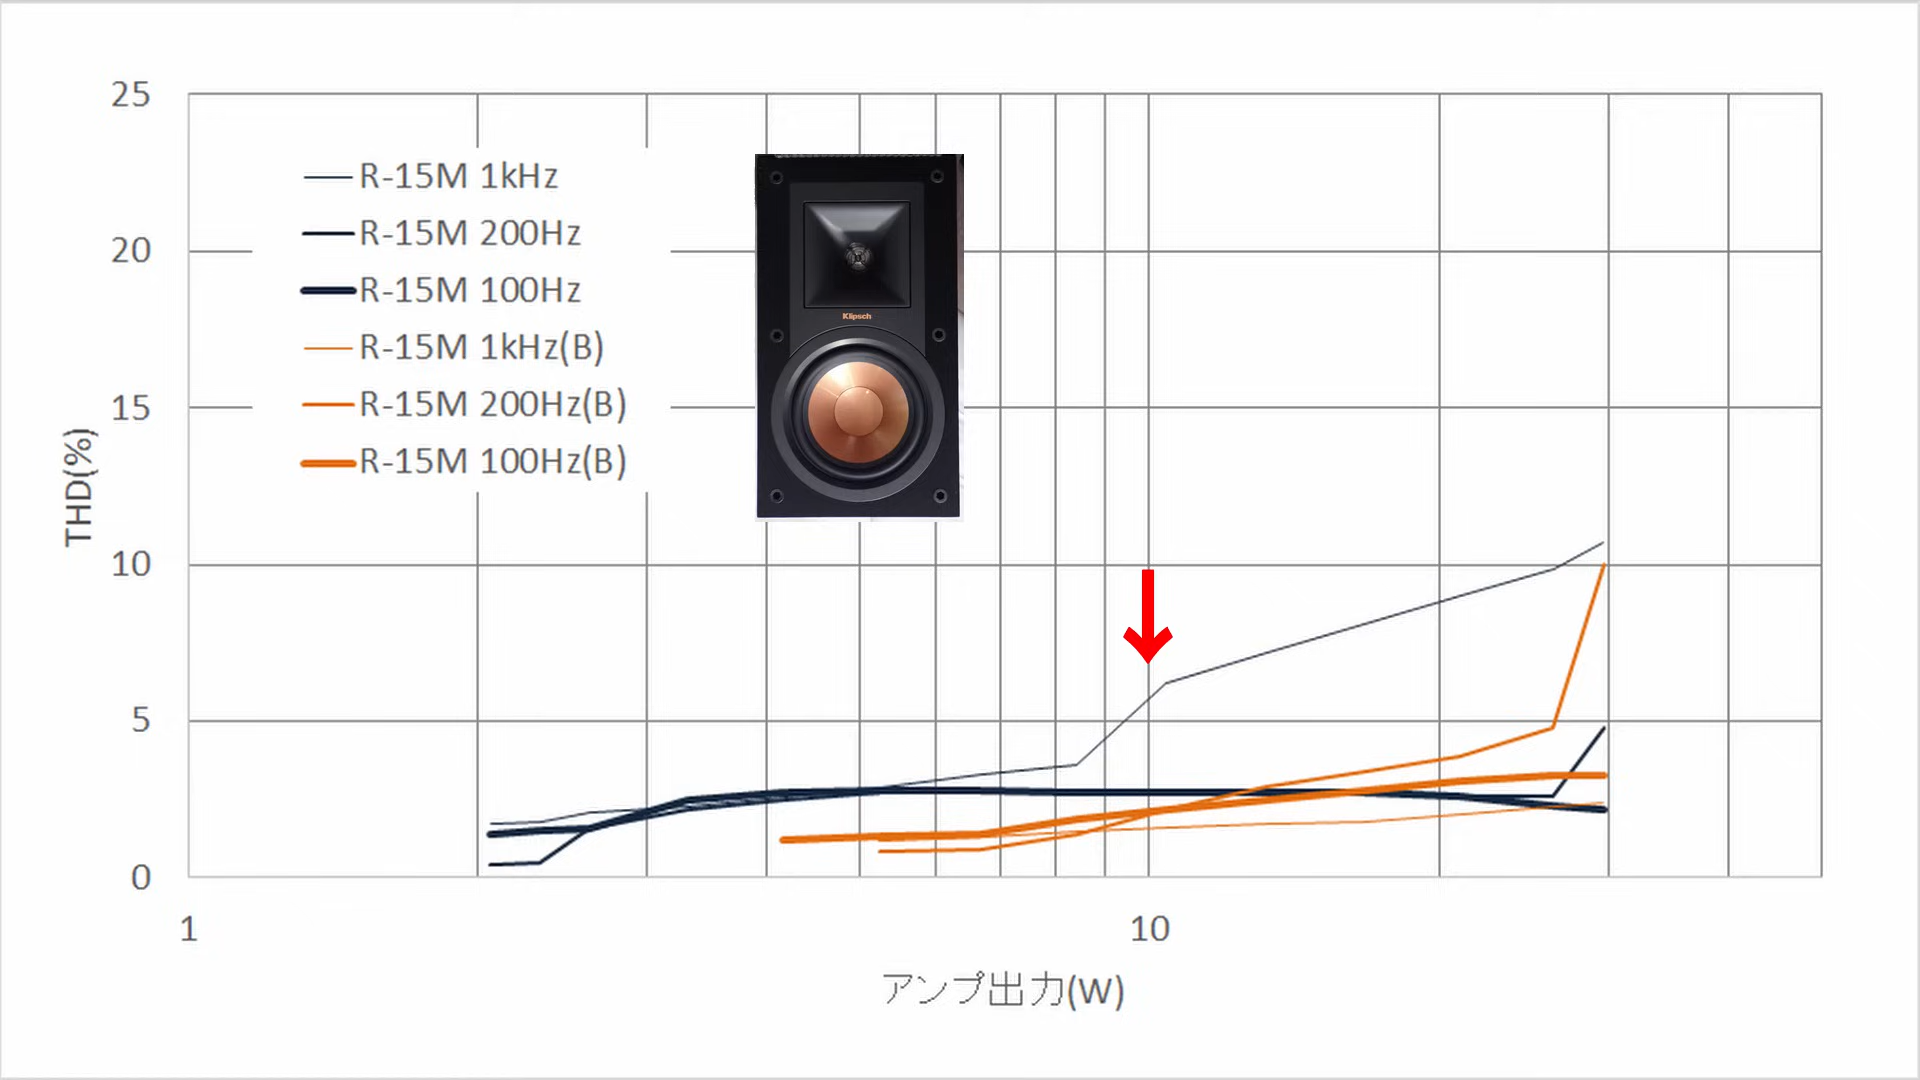 25
20
15
10
5
0
THD(%)
R-15M 1kHz
R-15M 200Hz
R-15M 100Hz
R-15M 1kHz(B)
R-15M 200Hz(B)
R-15M 100Hz(B)
Klipsch
1
10
アンプ出力(W)